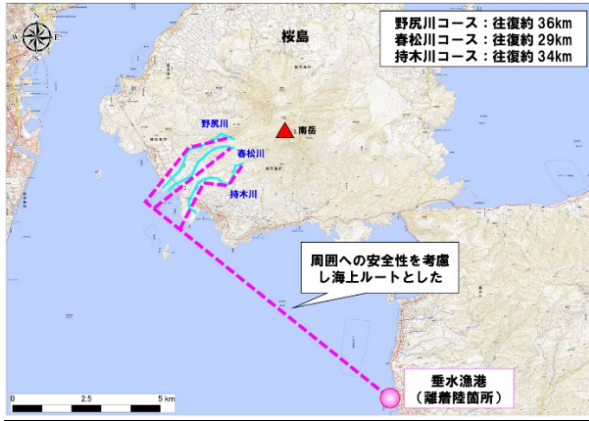 野尻川コース：往復約 36km
春松川コース：往復約 29km
持木川コース：往復約 34km
N
W
E
S
桜島
南岳
野尻川
春松川
持木川
周囲への安全性を考慮
し海上ルートとした
垂水漁港
（離着陸箇所）
0 2.5 5 km